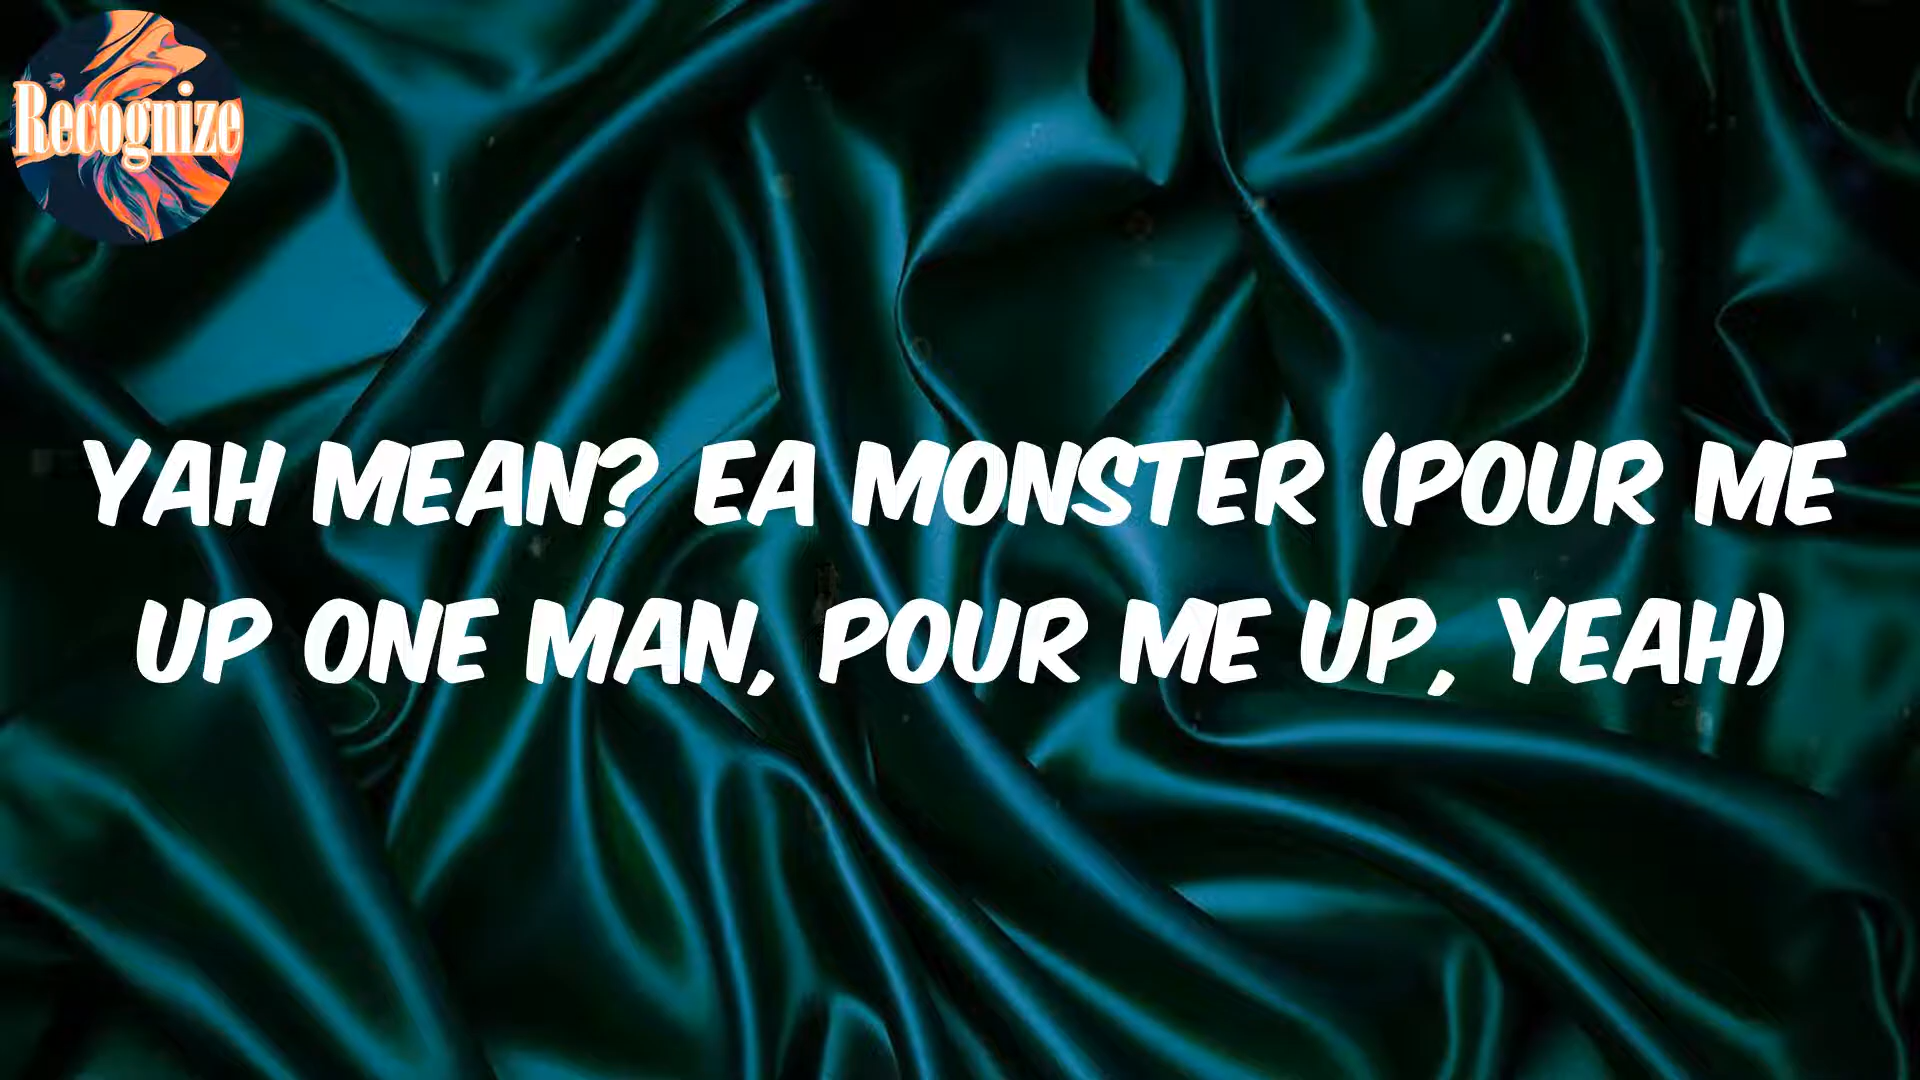 Recognize
YAH MEAN? EA MONSTER (POUR ME
UP ONE MAN, POUR ME UP, YEAH)